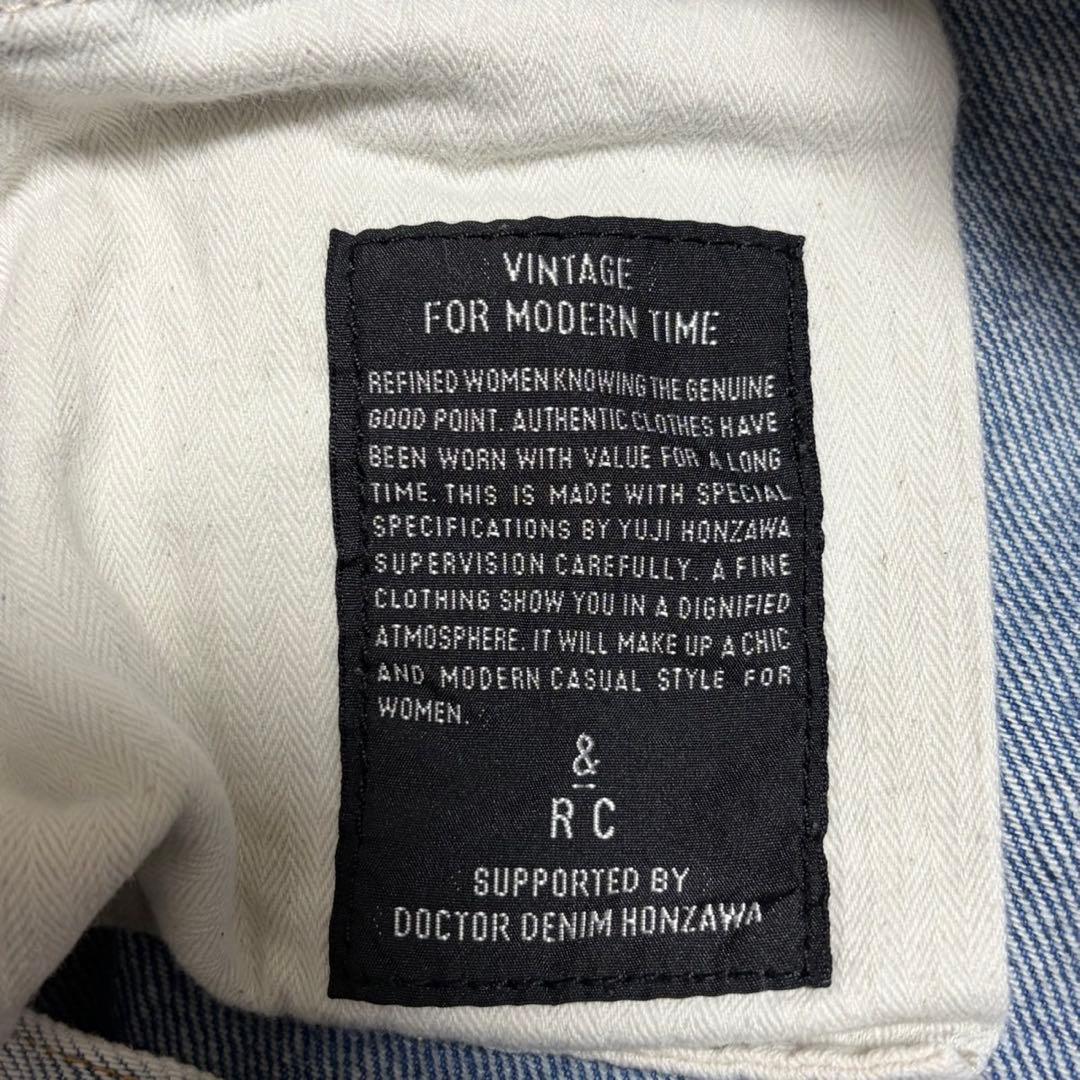 VINTAGE
FOR MODERN TIME
REFINED WOMEN KNOWING THE GENUINE
GOOD POINT. AUTHENTIC CLOTHES HAVE
BEEN WORN WITH VALUE FOR A LONG
TIME. THIS IS MADE WITH SPECIAL
SPECIFICATIONS BY YUJI HONZAWA
SUPERVISION CAREFULLY. A FINE
CLOTHING SHOW YOU IN A DIGNIFIED
ATMOSPHERE. IT WILL MAKE UP A CHIC
AND MODERN CASUAL STYLE FOR
WOMEN.
&
R C
SUPPORTED BY
DOCTOR DENIM HONZAWA